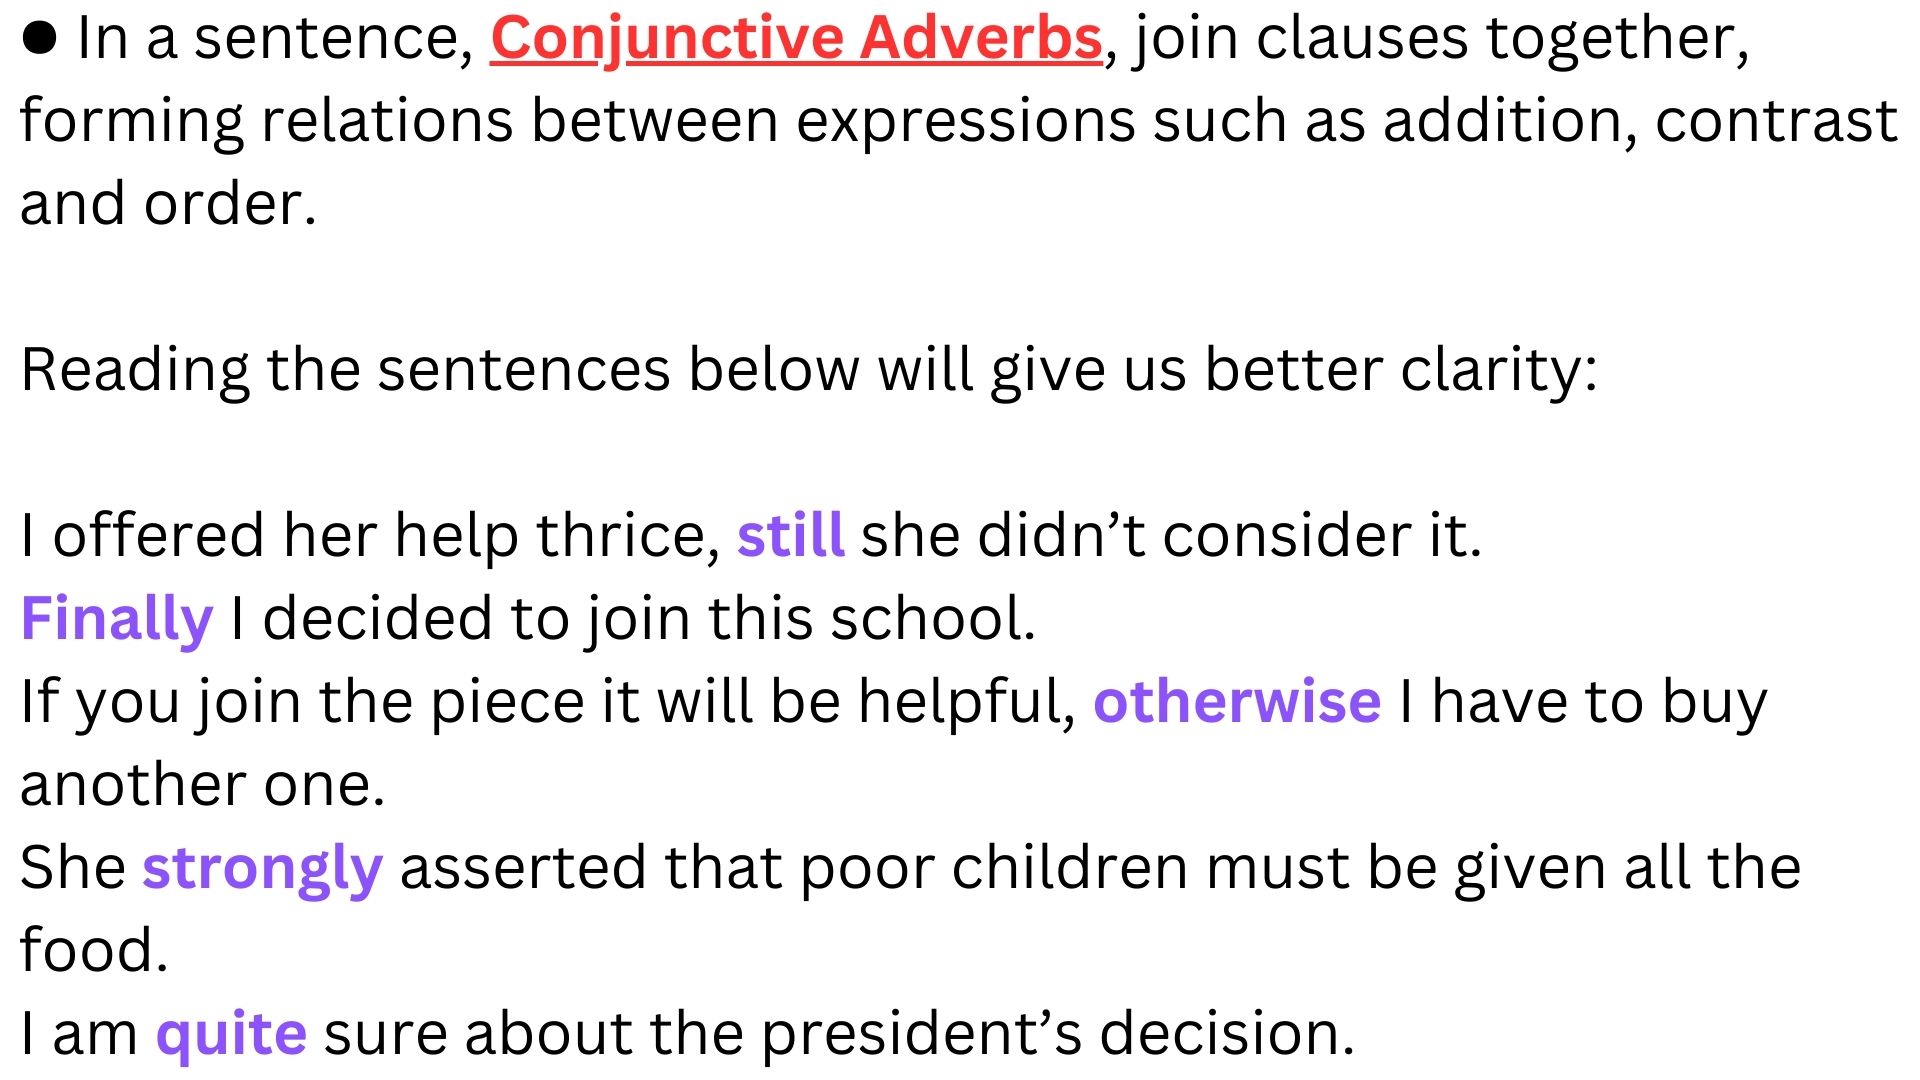 ● In a sentence, Conjunctive Adverbs, join clauses together,
forming relations between expressions such as addition, contrast
and order.
Reading the sentences below will give us better clarity:
I offered her help thrice, still she didn’t consider it.
Finally I decided to join this school.
If you join the piece it will be helpful, otherwise I have to buy
another one.
She strongly asserted that poor children must be given all the
food.
I am quite sure about the president’s decision.